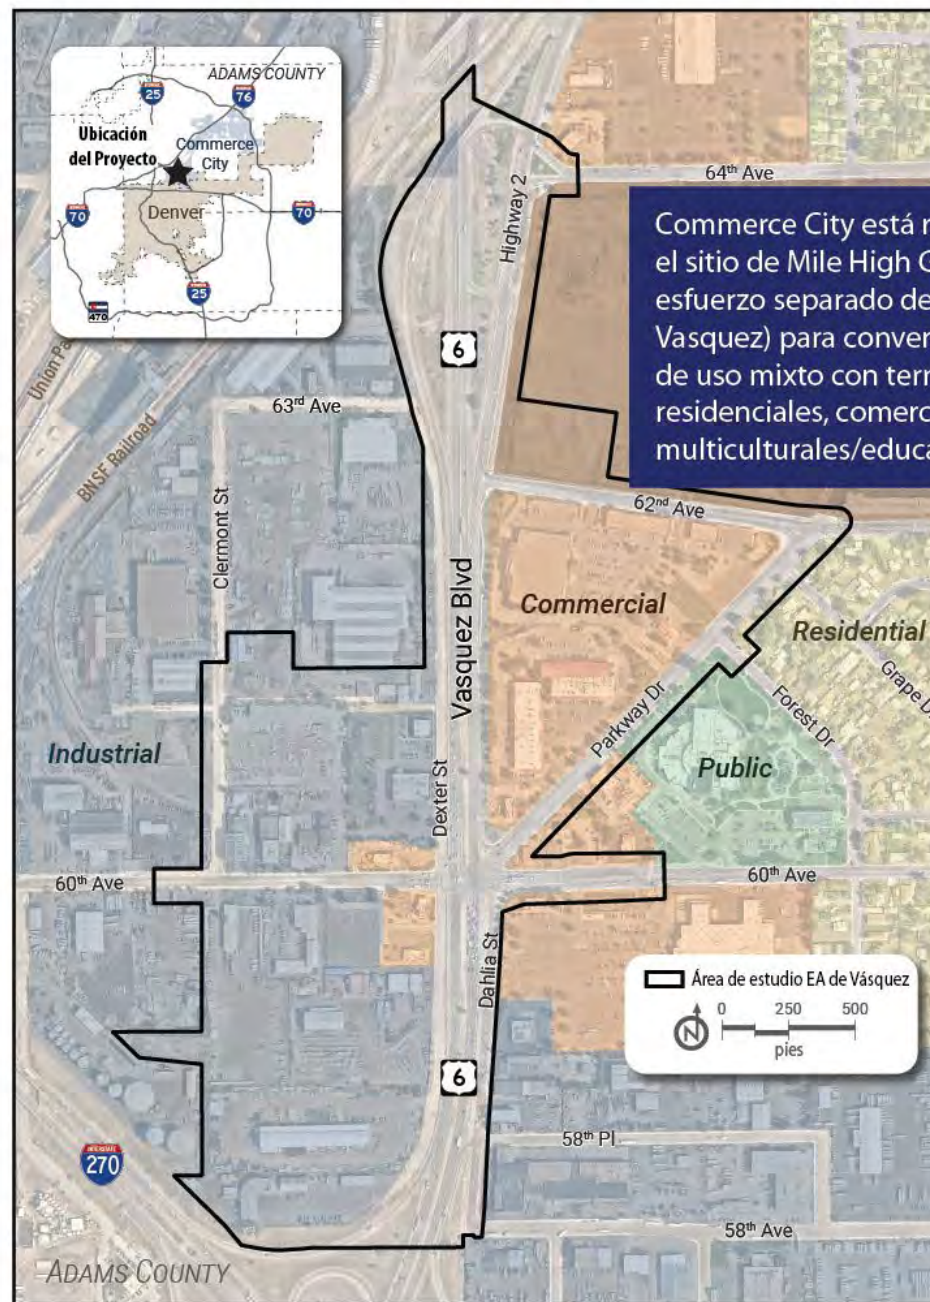 ADAMS COUNTY
25
76
Ubicación
del Proyecto
Commerce
City
70
Denver
70
25
470
64th Ave
Highway 2
Commerce City está r
el sitio de Mile High G
esfuerzo separado de
Vasquez) para conver
de uso mixto con terr
residenciales, comerc
multiculturales/educa
6
Union Pa
63rd Ave
BNSF Railroad
62nd Ave
Clermont St
Vasquez Blvd
Commercial
Residential
Grape D
Parkway Dr
Forest Dr
Industrial
Dexter St
Public
60th Ave
60th Ave
Dahlia St
Área de estudio EA de Vásquez
0 250 500
N
pies
6
58th Pl
INTERSTATE
270
58th Ave
ADAMS COUNTY